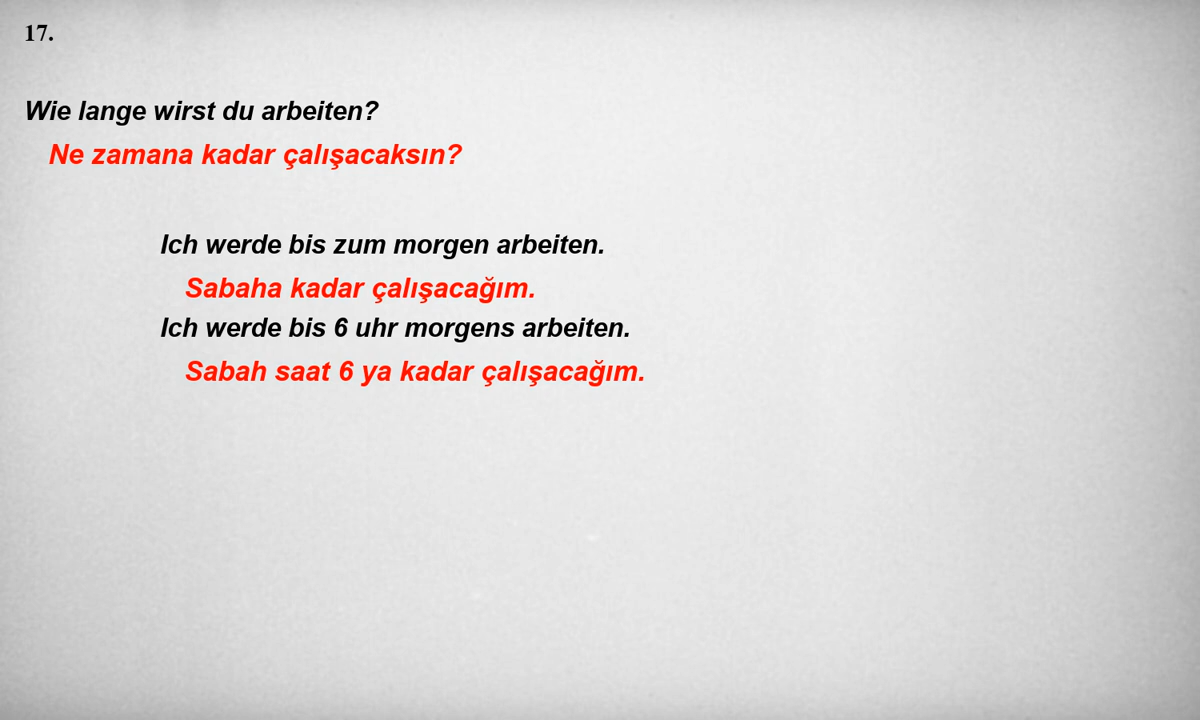 17.
Wie lange wirst du arbeiten?
Ne zamana kadar çalışacaksın?
Ich werde bis zum morgen arbeiten.
Sabaha kadar çalışacağım.
Ich werde bis 6 uhr morgens arbeiten.
Sabah saat 6 ya kadar çalışacağım.